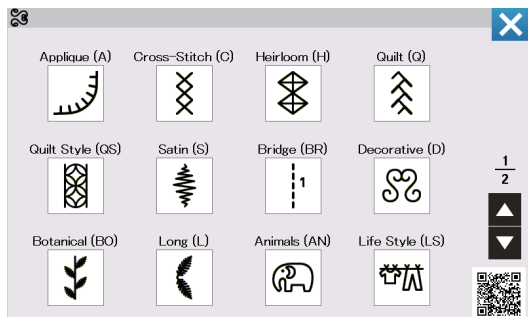 Applique (A) Cross-Stitch (C) Heirloom (H) Quilt (Q)
Quilt Style (QS) Satin (S) Bridge (BR) Decorative (D)
1
1
2
Botanical (BO) Long (L) Animals (AN) Life Style (LS)